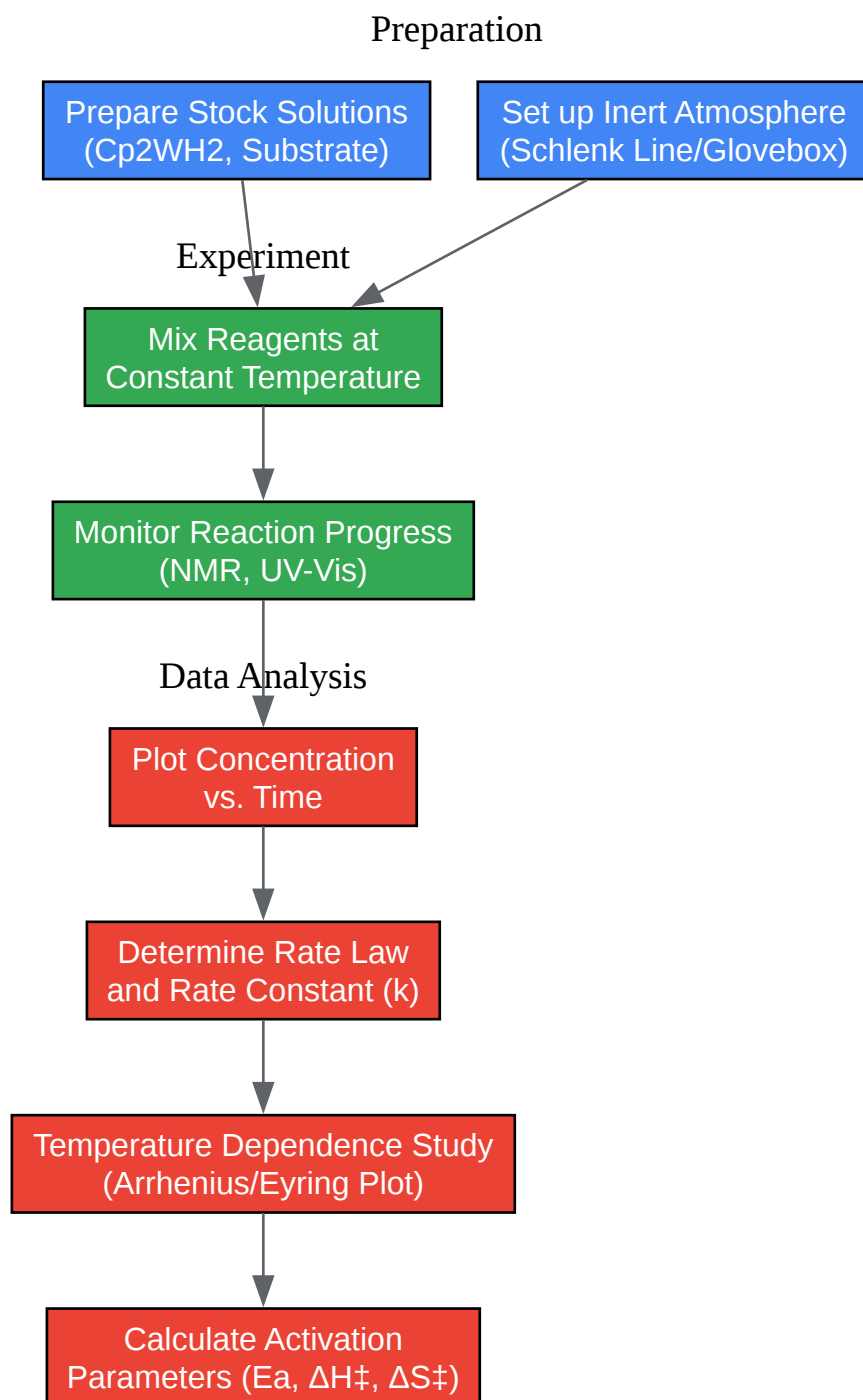 Preparation
Prepare Stock Solutions
(Cp2WH2, Substrate)
Set up Inert Atmosphere
(Schlenk Line/Glovebox)
Experiment
Mix Reagents at
Constant Temperature
Monitor Reaction Progress
(NMR, UV-Vis)
Data Analysis
Plot Concentration
vs. Time
Determine Rate Law
and Rate Constant (k)
Temperature Dependence Study
(Arrhenius/Eyring Plot)
Calculate Activation
Parameters (Ea, ΔH‡, ΔS‡)